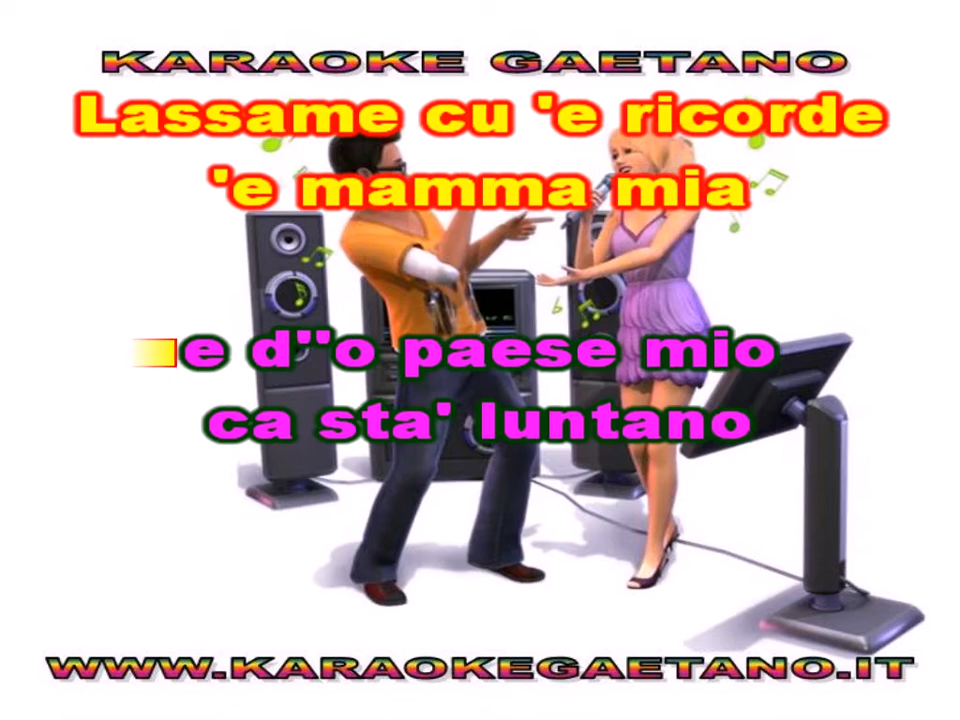 KARAOKE GAETANO
Lassame cu 'e ricorde
'e mamma mia
e d''o paese mio
ca sta' luntano
WWW.KARAOKEGAETANO.IT